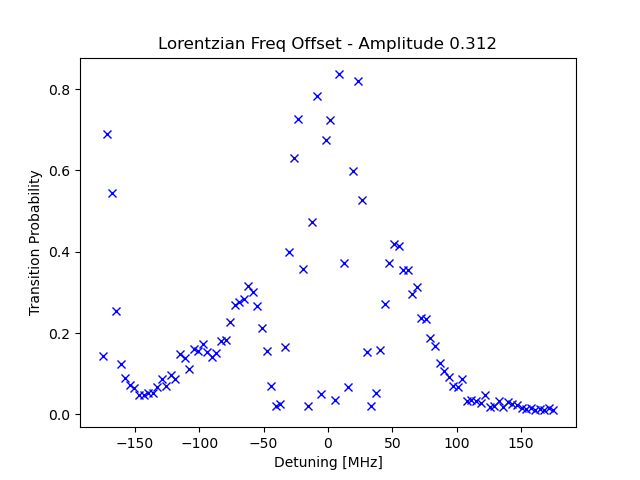 Lorentzian Freq Offset - Amplitude 0.312
Transition Probability
0.8
0.6
0.4
0.2
0.0
−150 −100 −50 0 50 100 150
Detuning [MHz]